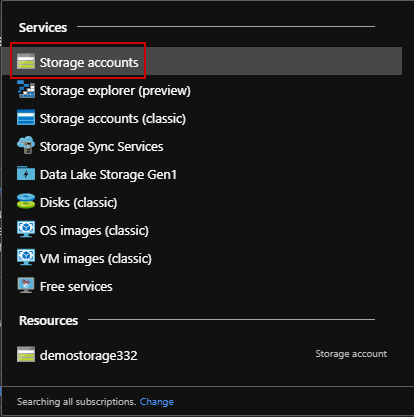 Services
Storage accounts
Storage explorer (preview)
Storage accounts (classic)
Storage Sync Services
Data Lake Storage Gen1
Disks (classic)
OS images (classic)
VM images (classic)
Free services
Resources
demostorage332 Storage account
Searching all subscriptions. Change